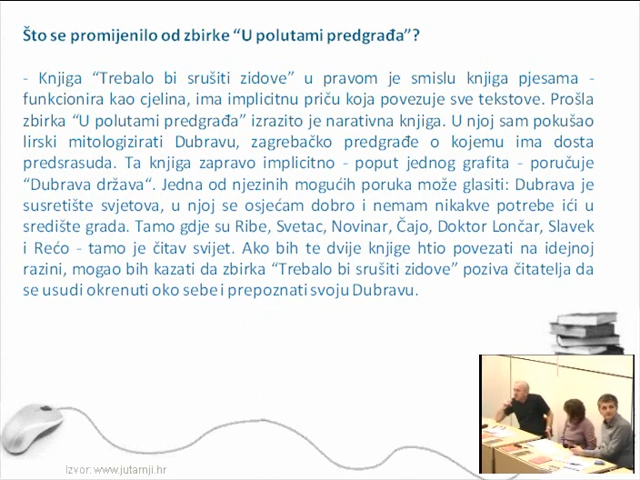 Što se promijenilo od zbirke “U polutami predgrađa”?
- Knjiga “Trebalo bi srušiti zidove” u pravom je smislu knjiga pjesama -
funkcionira kao cjelina, ima implicitnu priču koja povezuje sve tekstove. Prošla
zbirka “U polutami predgrađa” izrazito je narativna knjiga. U njoj sam pokušao
lirski mitologizirati Dubravu, zagrebačko predgrađe o kojemu ima dosta
predsrasuda. Ta knjiga zapravo implicitno - poput jednog grafita - poručuje
“Dubrava država“. Jedna od njezinih mogućih poruka može glasiti: Dubrava je
susretište svjetova, u njoj se osjećam dobro i nemam nikakve potrebe ići u
središte grada. Tamo gdje su Ribe, Svetac, Novinar, Čajo, Doktor Lončar, Slavek
i Rećo - tamo je čitav svijet. Ako bih te dvije knjige htio povezati na idejnoj
razini, mogao bih kazati da zbirka “Trebalo bi srušiti zidove” poziva čitatelja da
se usudi okrenuti oko sebe i prepoznati svoju Dubravu.
Izvor: www.jutarnji.hr